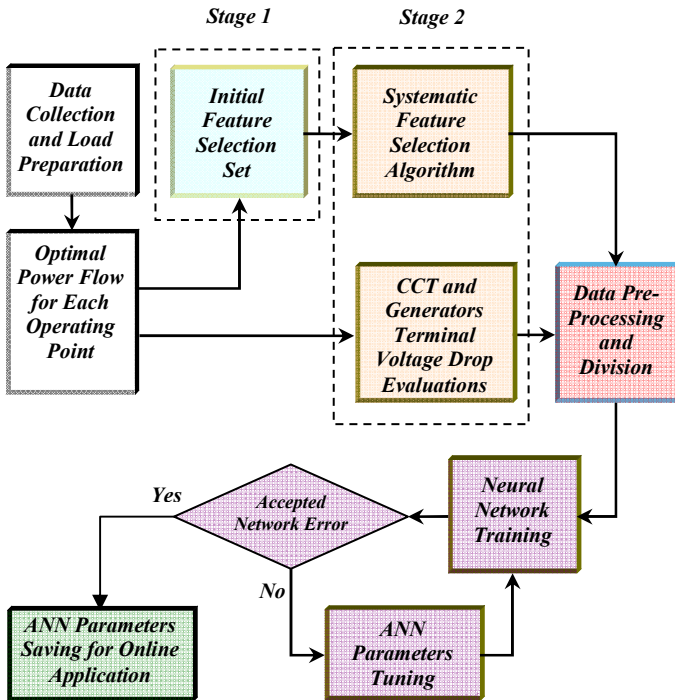 Stage 1
Stage 2
Data
Collection
and Load
Preparation
Initial
Feature
Selection
Set
Systematic
Feature
Selection
Algorithm
Optimal
Power Flow
for Each
Operating
Point
CCT and
Generators
Terminal
Voltage Drop
Evaluations
Data Pre-
Processing
and
Division
Yes
Accepted
Network Error
Neural
Network
Training
No
ANN Parameters
Saving for Online
Application
ANN
Parameters
Tuning